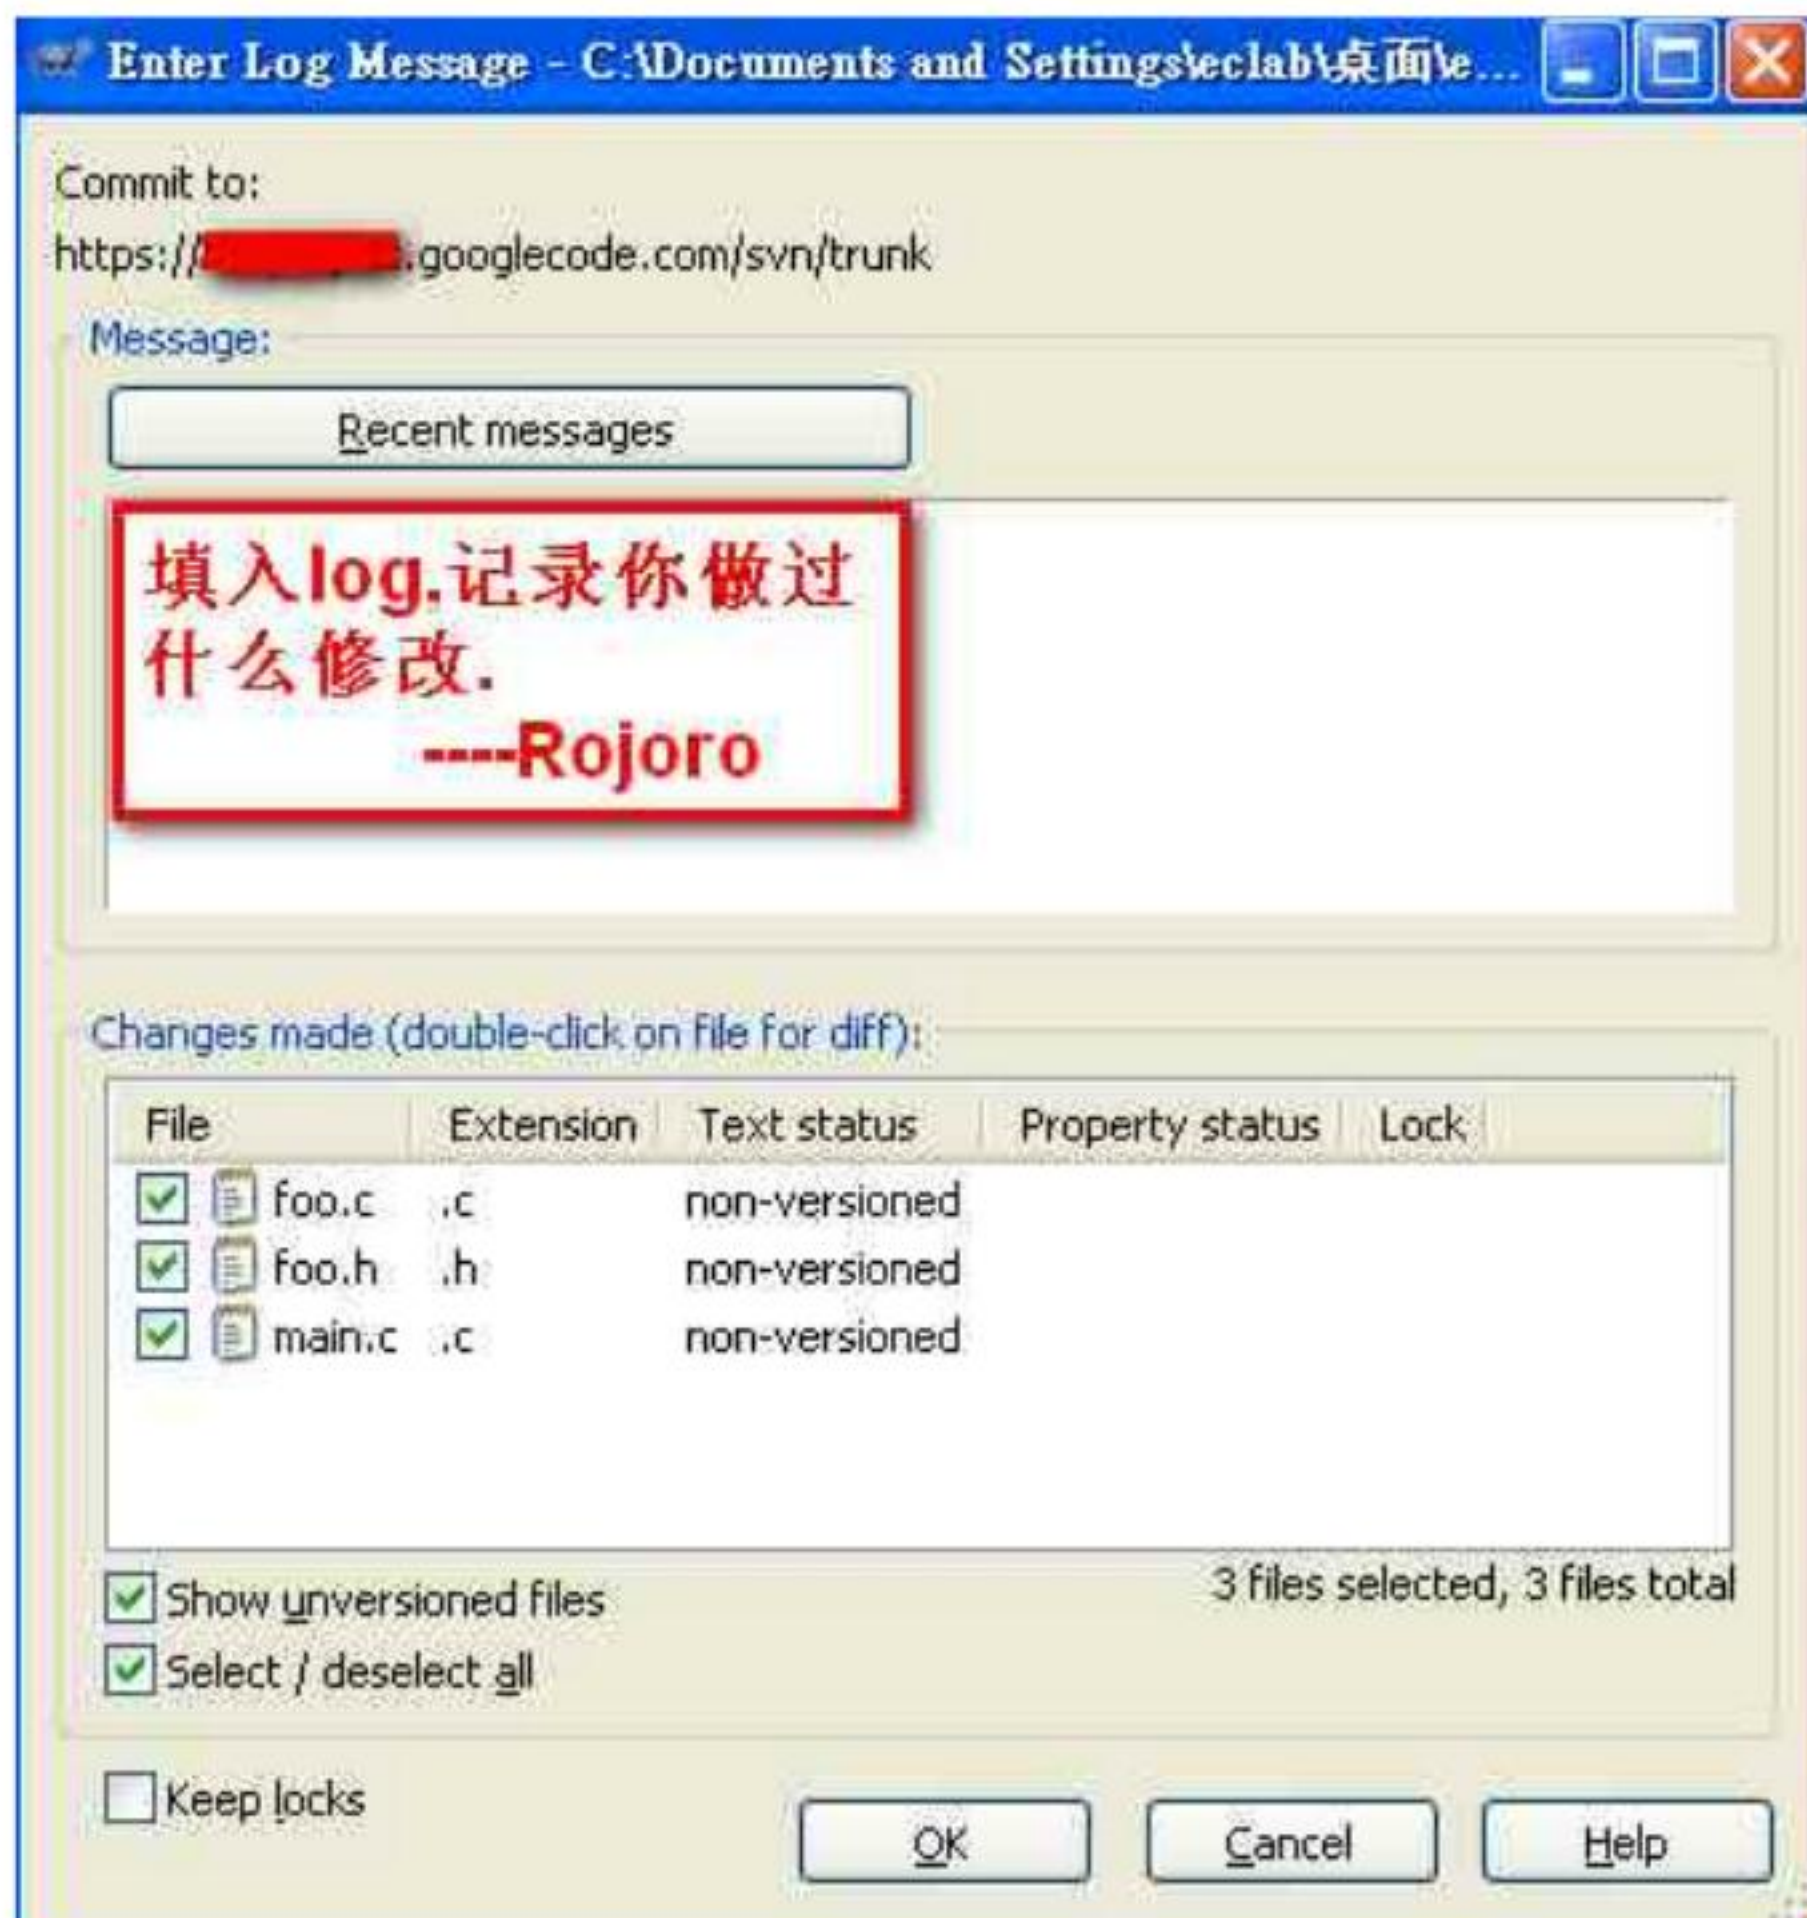 Enter Log Message - C:\Documents and Settings\eclab\桌面\e...
Commit to:
https:// .googlecode.com/svn/trunk
Message:
Recent messages
填入log.记录你做过
什么修改.
----Rojoro
Changes made (double-click on file for diff):
File Extension Text status Property status Lock
foo.c .c non-versioned
foo.h .h non-versioned
main.c .c non-versioned
3 files selected, 3 files total
Show unversioned files
Select / deselect all
Keep locks
OK Cancel Help